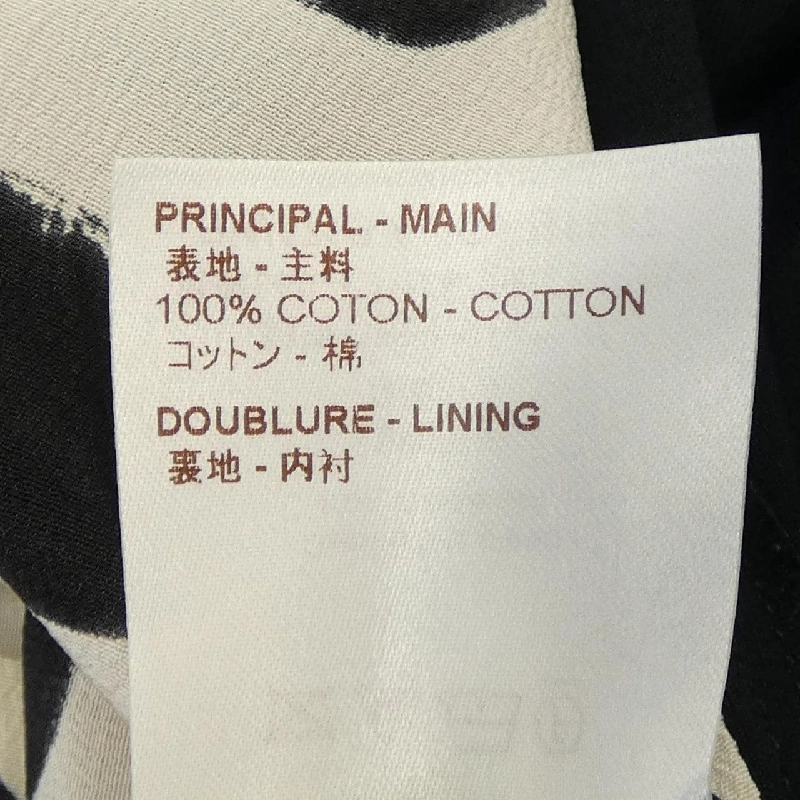 PRINCIPAL - MAIN
表地 - 主料
100% COTON - COTTON
コットン - 棉
DOUBLURE - LINING
裏地 - 内衬